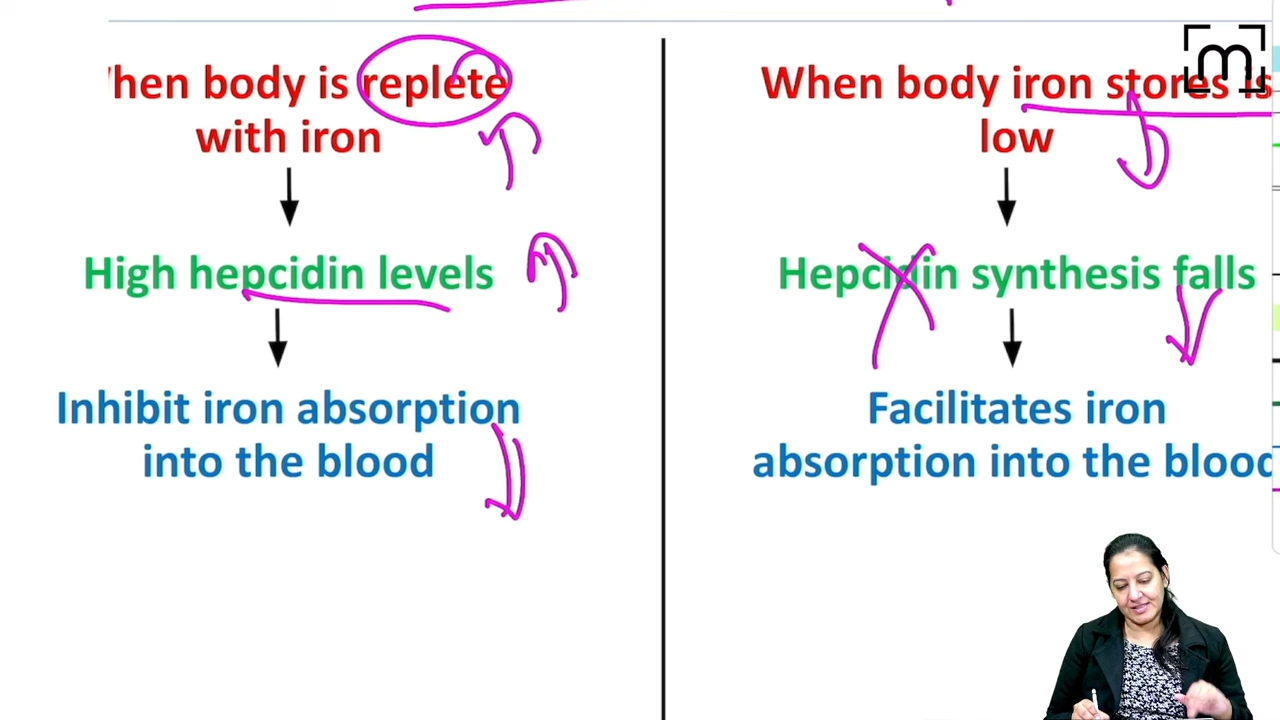 hen body is replete
with iron
High hepcidin levels
Inhibit iron absorption
into the blood
m
When body iron stores is
low
Hepcidin synthesis falls
Facilitates iron
absorption into the blood